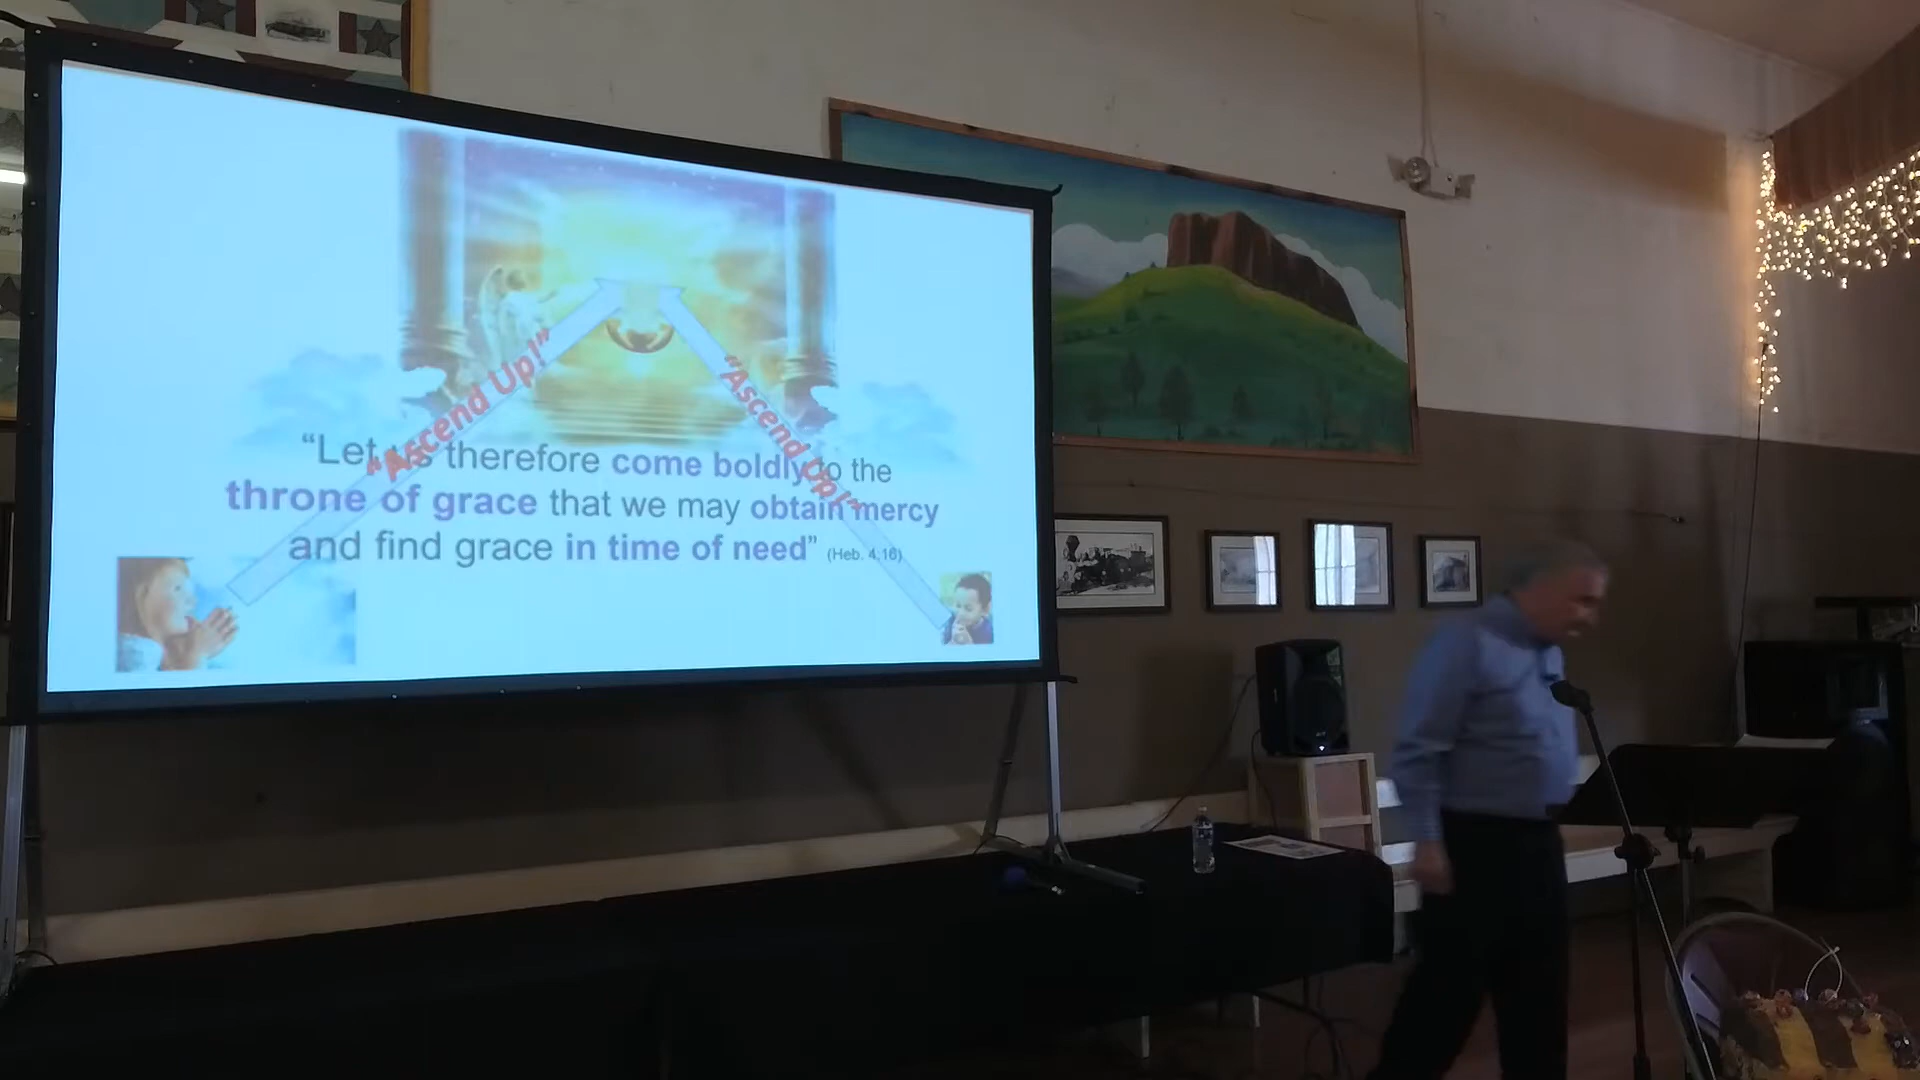 “Ascend Up!”
“Ascend Up!”
“Let us therefore come boldly to the
throne of grace that we may obtain mercy
and find grace in time of need” (Heb. 4:16)